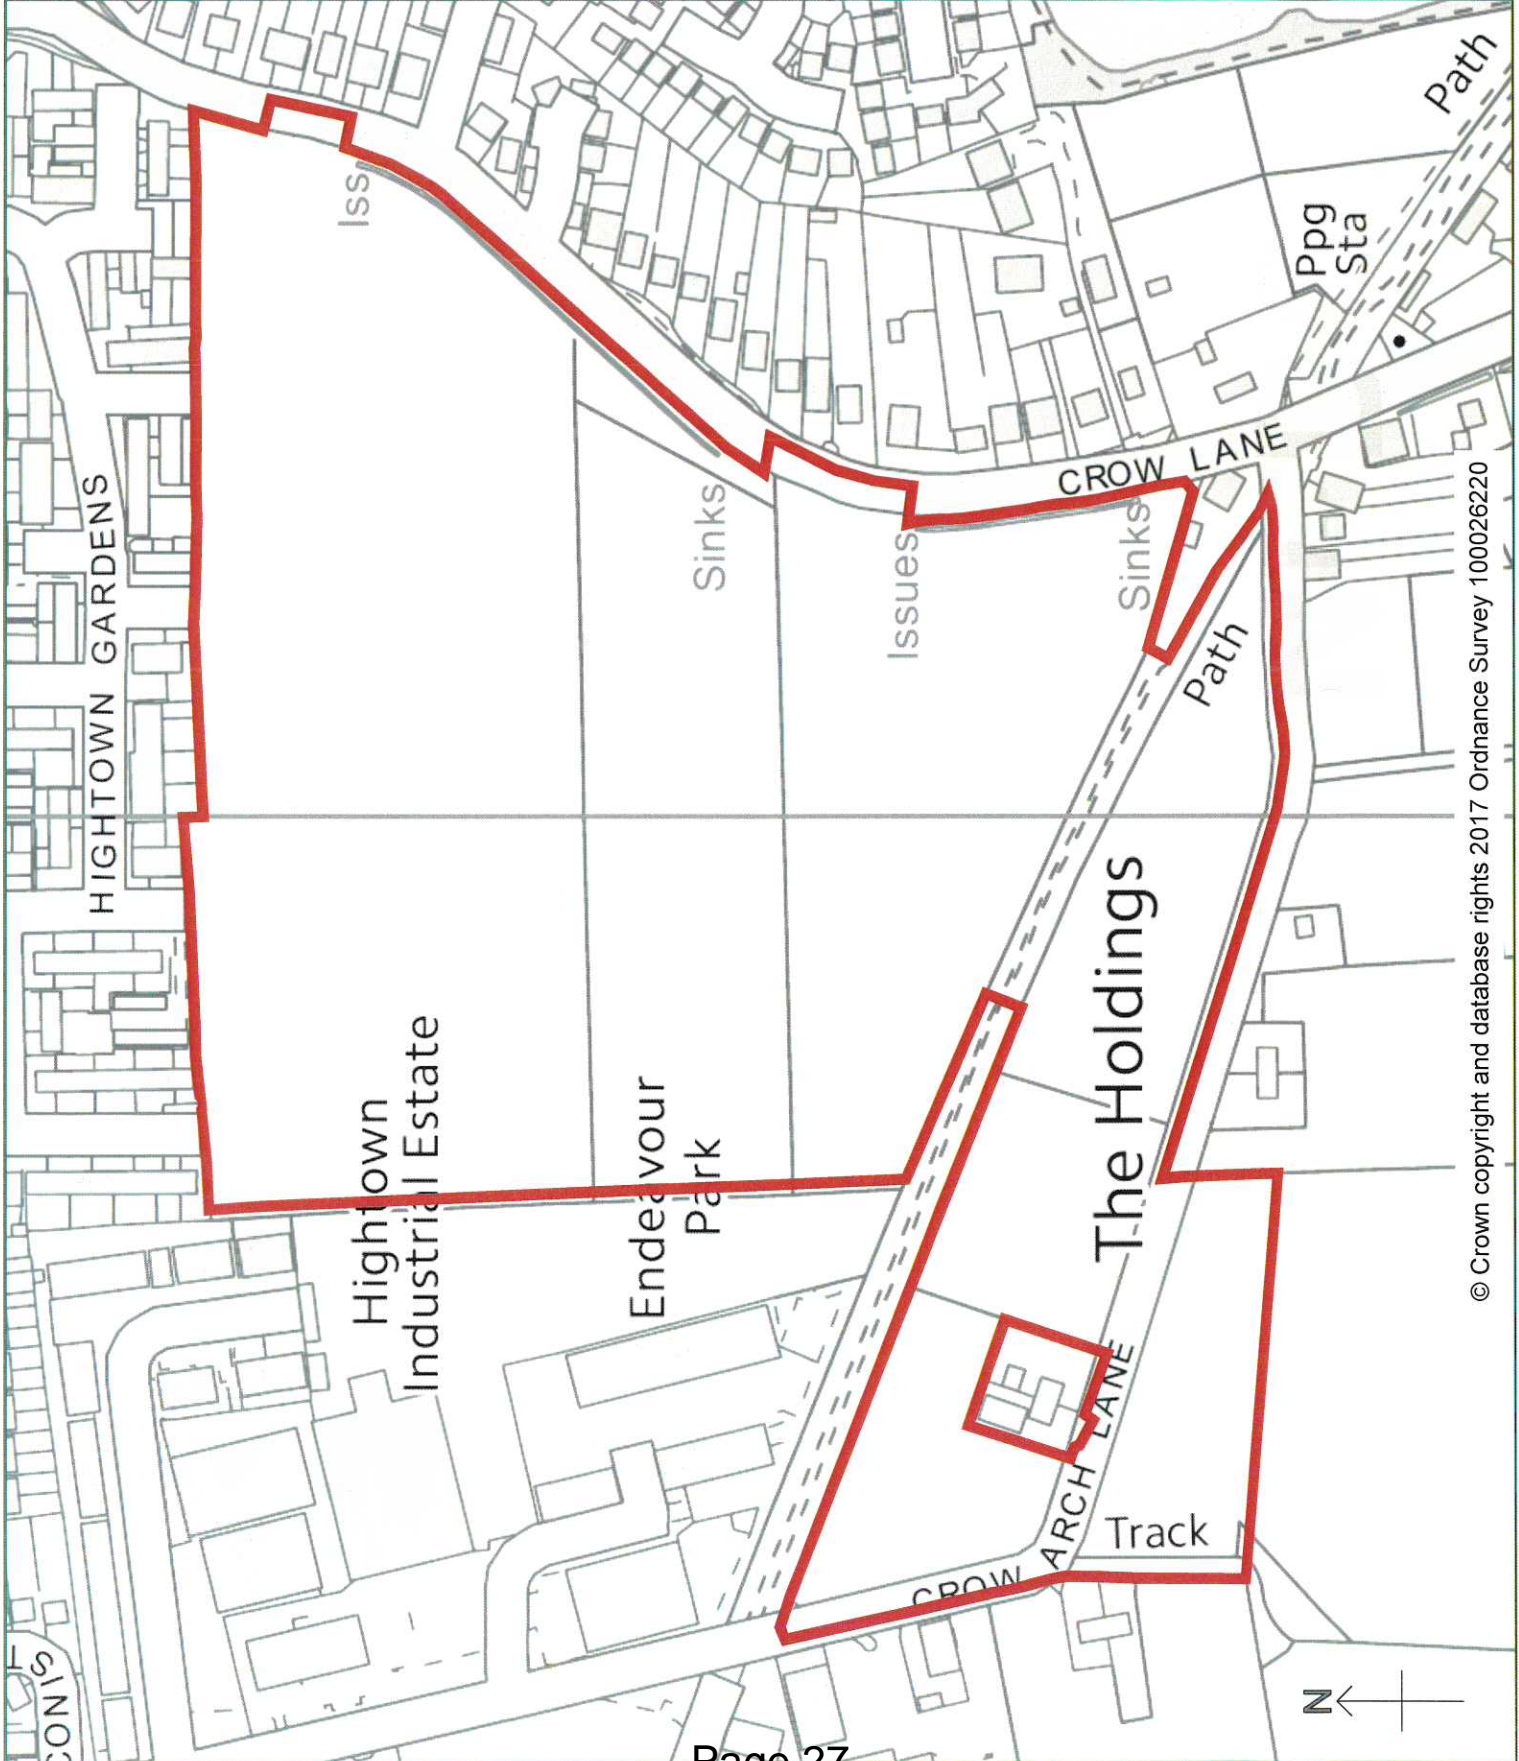 HIGHTOWN GARDENS
Iss
Path
Ppg
Sta
CROW LANE
Sinks
Issues
Sinks
Path
Hightown
Industrial Estate
Endeavour
Park
The Holdings
CROW ARCH LANE
Track
N
© Crown copyright and database rights 2017 Ordnance Survey 100026220
Page 27